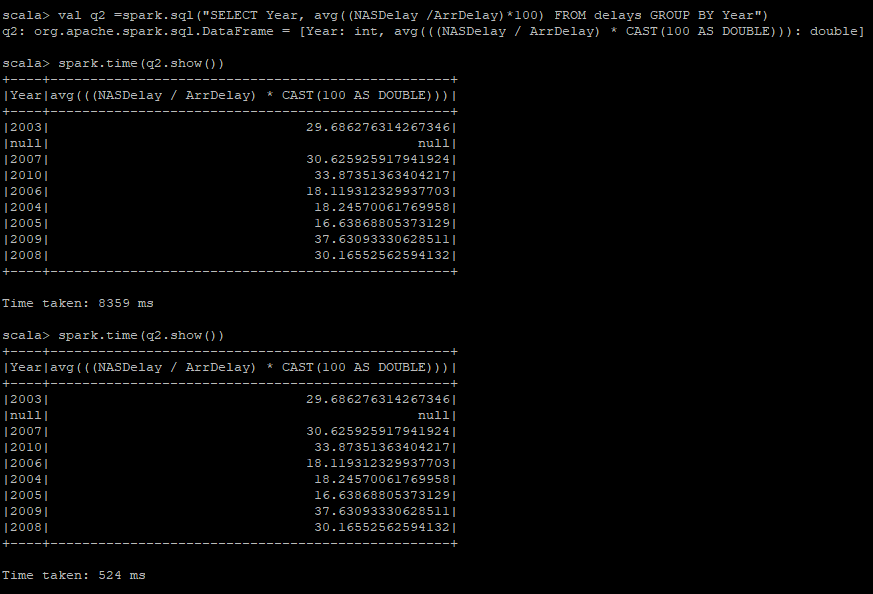 scala> val q2 =spark.sql("SELECT Year, avg((NASDelay /ArrDelay)*100) FROM delays GROUP BY Year")
q2: org.apache.spark.sql.DataFrame = [Year: int, avg(((NASDelay / ArrDelay) * CAST(100 AS DOUBLE))): double]
scala> spark.time(q2.show())
+----+--------------------------------------------------+
|Year|avg(((NASDelay / ArrDelay) * CAST(100 AS DOUBLE)))|
+----+--------------------------------------------------+
|2003|                                29.686276314267346|
|null|                                              null|
|2007|                                30.625925917941924|
|2010|                                 33.87351363404217|
|2006|                                18.119312329937703|
|2004|                                 18.24570061769958|
|2005|                                 16.63868805373129|
|2009|                                 37.63093330628511|
|2008|                                 30.16552562594132|
+----+--------------------------------------------------+
Time taken: 8359 ms
scala> spark.time(q2.show())
+----+--------------------------------------------------+
|Year|avg(((NASDelay / ArrDelay) * CAST(100 AS DOUBLE)))|
+----+--------------------------------------------------+
|2003|                                29.686276314267346|
|null|                                              null|
|2007|                                30.625925917941924|
|2010|                                 33.87351363404217|
|2006|                                18.119312329937703|
|2004|                                 18.24570061769958|
|2005|                                 16.63868805373129|
|2009|                                 37.63093330628511|
|2008|                                 30.16552562594132|
+----+--------------------------------------------------+
Time taken: 524 ms